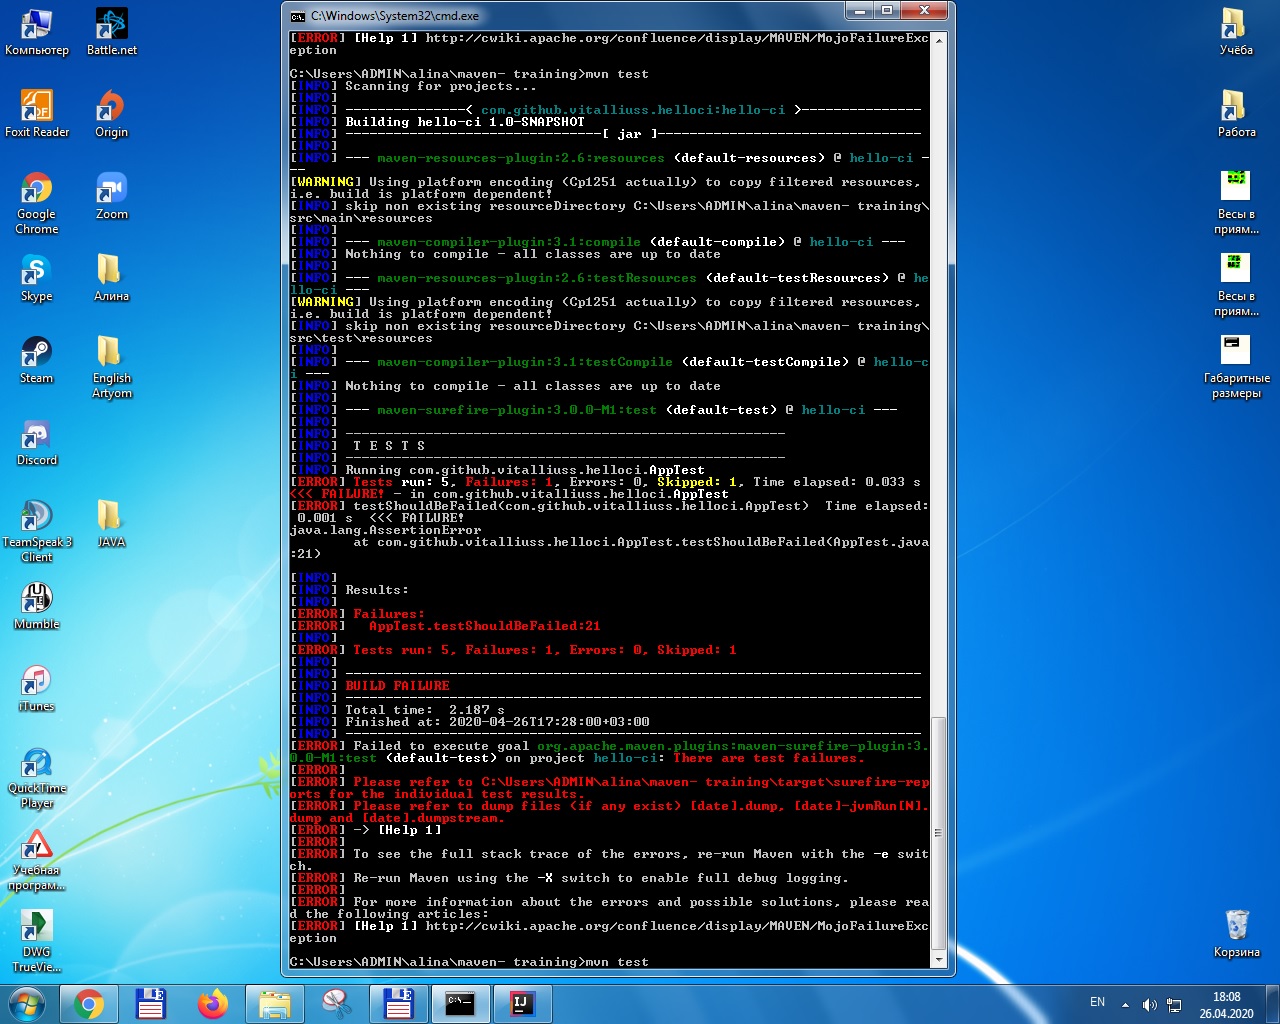 C:\Windows\System32\cmd.exe
[ERROR] [Help 1] http://cwiki.apache.org/confluence/display/MAVEN/MojoFailureExc
eption
C:\Users\ADMIN\alina\maven- training>mvn test
[INFO] Scanning for projects...
[INFO]
[INFO] ---------------< com.github.vitalliuss.helloci:hello-ci >---------------
[INFO] Building hello-ci 1.0-SNAPSHOT
[INFO] --------------------------------[ jar ]---------------------------------
[INFO]
[INFO] --- maven-resources-plugin:2.6:resources (default-resources) @ hello-ci -
--
[WARNING] Using platform encoding (Cp1251 actually) to copy filtered resources,
i.e. build is platform dependent!
[INFO] skip non existing resourceDirectory C:\Users\ADMIN\alina\maven- training\
src\main\resources
[INFO]
[INFO] --- maven-compiler-plugin:3.1:compile (default-compile) @ hello-ci ---
[INFO] Nothing to compile - all classes are up to date
[INFO]
[INFO] --- maven-resources-plugin:2.6:testResources (default-testResources) @ he
llo-ci ---
[WARNING] Using platform encoding (Cp1251 actually) to copy filtered resources,
i.e. build is platform dependent!
[INFO] skip non existing resourceDirectory C:\Users\ADMIN\alina\maven- training\
src\test\resources
[INFO]
[INFO] --- maven-compiler-plugin:3.1:testCompile (default-testCompile) @ hello-c
i ---
[INFO] Nothing to compile - all classes are up to date
[INFO]
[INFO] --- maven-surefire-plugin:3.0.0-M1:test (default-test) @ hello-ci ---
[INFO]
[INFO] -------------------------------------------------------
[INFO]  T E S T S
[INFO] -------------------------------------------------------
[INFO] Running com.github.vitalliuss.helloci.AppTest
[ERROR] Tests run: 5, Failures: 1, Errors: 0, Skipped: 1, Time elapsed: 0.033 s
<<< FAILURE! - in com.github.vitalliuss.helloci.AppTest
[ERROR] testShouldBeFailed(com.github.vitalliuss.helloci.AppTest)  Time elapsed:
 0.001 s  <<< FAILURE!
java.lang.AssertionError
        at com.github.vitalliuss.helloci.AppTest.testShouldBeFailed(AppTest.java
:21)
[INFO]
[INFO] Results:
[INFO]
[ERROR] Failures:
[ERROR]   AppTest.testShouldBeFailed:21
[INFO]
[ERROR] Tests run: 5, Failures: 1, Errors: 0, Skipped: 1
[INFO]
[INFO] ------------------------------------------------------------------------
[INFO] BUILD FAILURE
[INFO] ------------------------------------------------------------------------
[INFO] Total time:  2.187 s
[INFO] Finished at: 2020-04-26T17:28:00+03:00
[INFO] ------------------------------------------------------------------------
[ERROR] Failed to execute goal org.apache.maven.plugins:maven-surefire-plugin:3.
0.0-M1:test (default-test) on project hello-ci: There are test failures.
[ERROR]
[ERROR] Please refer to C:\Users\ADMIN\alina\maven- training\target\surefire-rep
orts for the individual test results.
[ERROR] Please refer to dump files (if any exist) [date].dump, [date]-jvmRun[N].
dump and [date].dumpstream.
[ERROR] -> [Help 1]
[ERROR]
[ERROR] To see the full stack trace of the errors, re-run Maven with the -e swit
ch.
[ERROR] Re-run Maven using the -X switch to enable full debug logging.
[ERROR]
[ERROR] For more information about the errors and possible solutions, please rea
d the following articles:
[ERROR] [Help 1] http://cwiki.apache.org/confluence/display/MAVEN/MojoFailureExc
eption
C:\Users\ADMIN\alina\maven- training>mvn test
Компьютер
Battle.net
Foxit Reader
Origin
Google
Chrome
Zoom
Skype
Алина
Steam
English
Artyom
Discord
TeamSpeak 3
Client
JAVA
Mumble
iTunes
QuickTime
Player
Учебная
програм...
DWG
TrueVie...
Учёба
Работа
Весы в
приям...
Весы в
приям...
Габаритные
размеры
Корзина
EN
18:08
26.04.2020